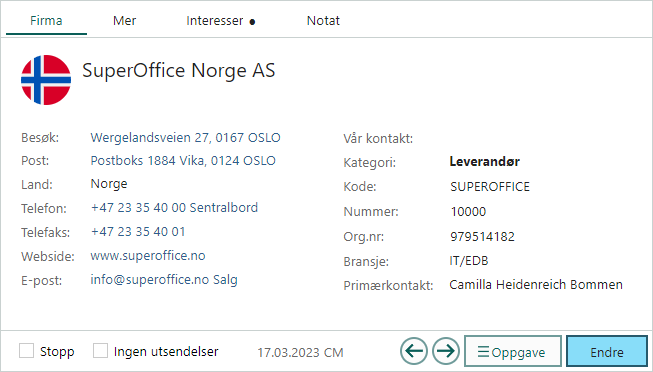 Firma Mer Interesser ● Notat
SuperOffice Norge AS
Besøk: Wergelandsveien 27, 0167 OSLO
Post: Postboks 1884 Vika, 0124 OSLO
Land: Norge
Telefon: +47 23 35 40 00 Sentralbord
Telefaks: +47 23 35 40 01
Webside: www.superoffice.no
E-post: info@superoffice.no Salg
Vår kontakt:
Kategori: Leverandør
Kode: SUPEROFFICE
Nummer: 10000
Org.nr: 979514182
Bransje: IT/EDB
Primærkontakt: Camilla Heidenreich Bommen
Stopp Ingen utsendelser 17.03.2023 CM Oppgave Endre